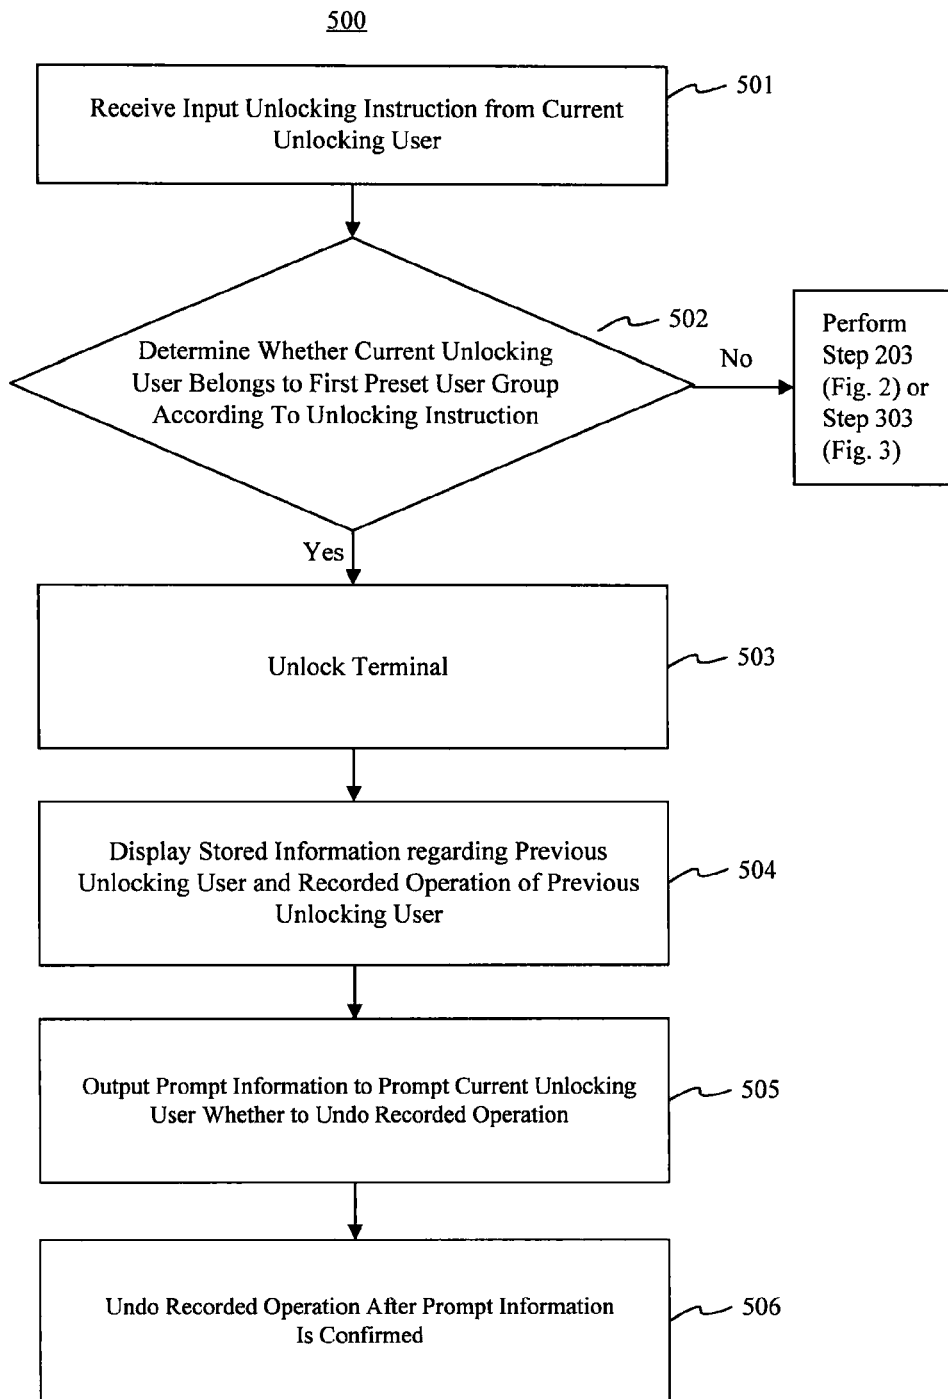 500
Receive Input Unlocking Instruction from Current
Unlocking User
501
Determine Whether Current Unlocking
User Belongs to First Preset User Group
According To Unlocking Instruction
502
No
Perform
Step 203
(Fig. 2) or
Step 303
(Fig. 3)
Yes
Unlock Terminal
503
Display Stored Information regarding Previous
Unlocking User and Recorded Operation of Previous
Unlocking User
504
Output Prompt Information to Prompt Current Unlocking
User Whether to Undo Recorded Operation
505
Undo Recorded Operation After Prompt Information
Is Confirmed
506